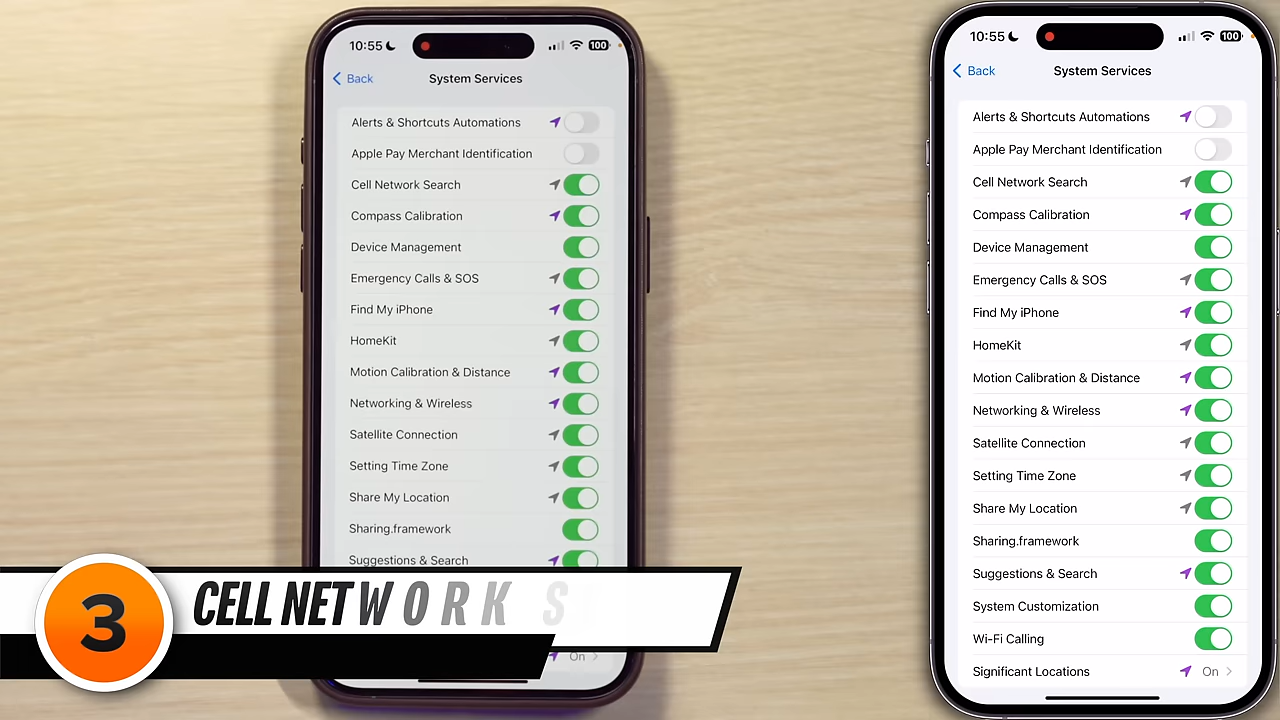 10:55
100
Back
System Services
Alerts & Shortcuts Automations
Apple Pay Merchant Identification
Cell Network Search
Compass Calibration
Device Management
Emergency Calls & SOS
Find My iPhone
HomeKit
Motion Calibration & Distance
Networking & Wireless
Satellite Connection
Setting Time Zone
Share My Location
Sharing.framework
Suggestions & Search
On
3
CELL NETWORK S
10:55
100
Back
System Services
Alerts & Shortcuts Automations
Apple Pay Merchant Identification
Cell Network Search
Compass Calibration
Device Management
Emergency Calls & SOS
Find My iPhone
HomeKit
Motion Calibration & Distance
Networking & Wireless
Satellite Connection
Setting Time Zone
Share My Location
Sharing.framework
Suggestions & Search
System Customization
Wi-Fi Calling
Significant Locations On